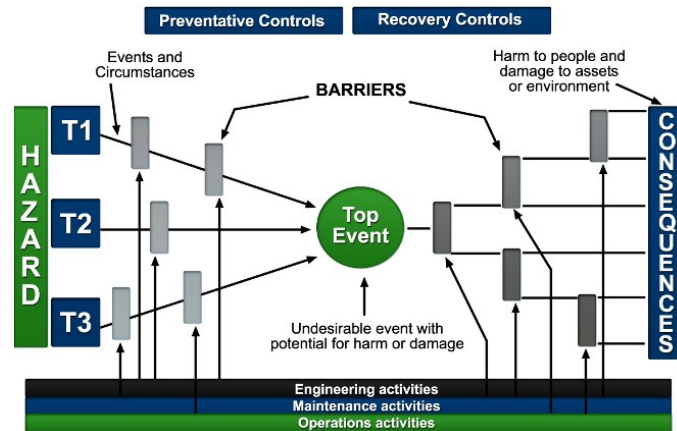 Preventative Controls
Recovery Controls
Events and
Circumstances
BARRIERS
Harm to people and
damage to assets
or environment
HAZARD
T1
T2
T3
Top
Event
CONSEQUENCES
Undesirable event with
potential for harm or damage
Engineering activities
Maintenance activities
Operations activities